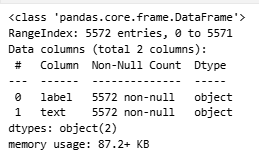 <class 'pandas.core.frame.DataFrame'>
RangeIndex: 5572 entries, 0 to 5571
Data columns (total 2 columns):
 #   Column  Non-Null Count  Dtype
---  ------  --------------  -----
 0   label   5572 non-null   object
 1   text    5572 non-null   object
dtypes: object(2)
memory usage: 87.2+ KB